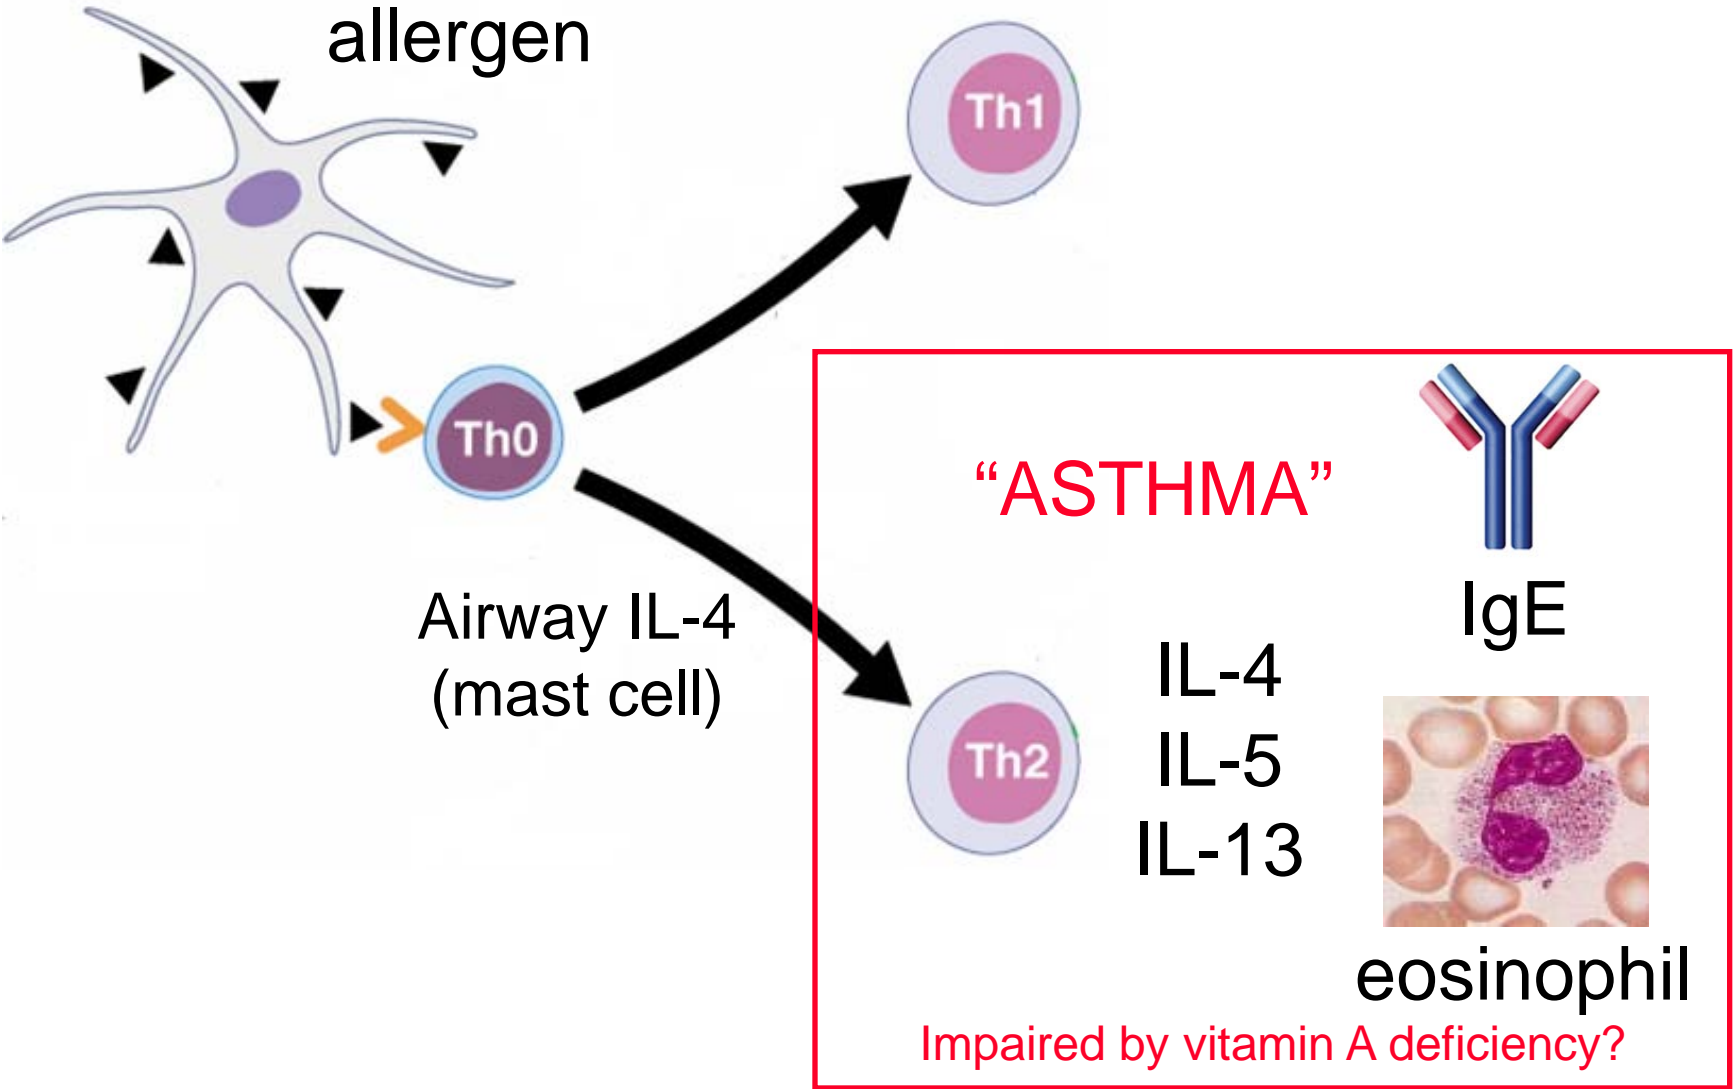 allergen
Th1
Th0
“ASTHMA”
IgE
Airway IL-4
(mast cell)
Th2
IL-4
IL-5
IL-13
eosinophil
Impaired by vitamin A deficiency?